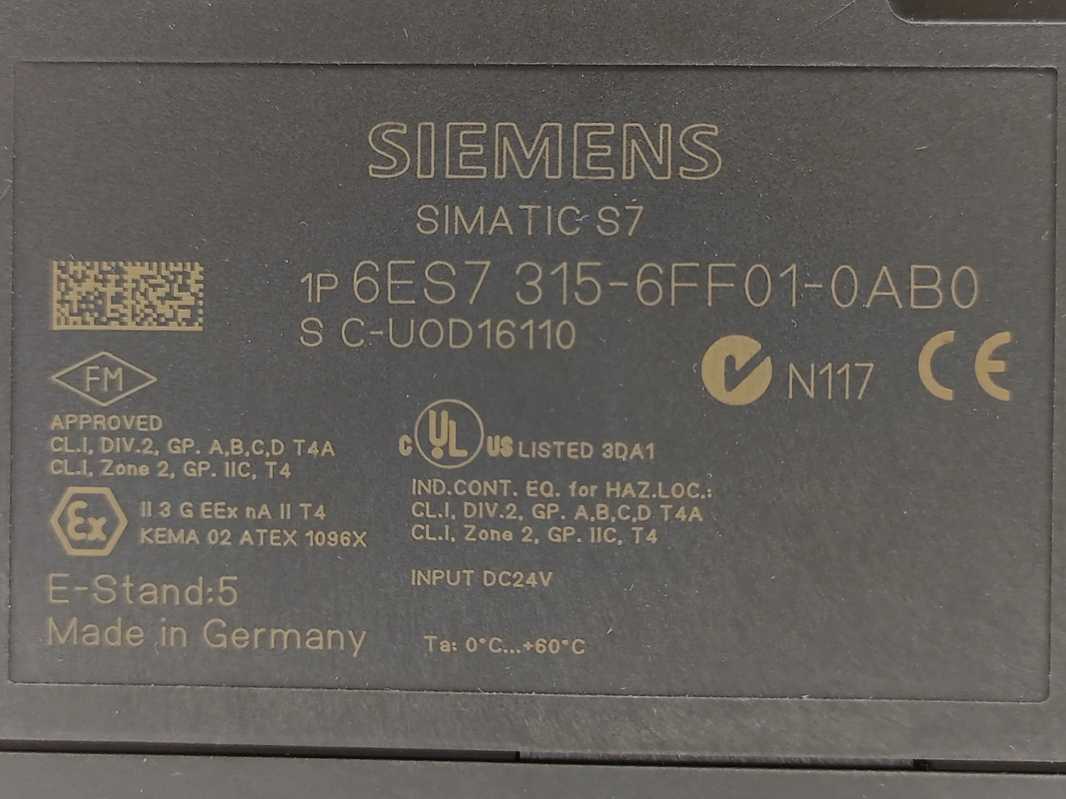 SIEMENS
SIMATIC S7
1P 6ES7 315-6FF01-0AB0
S C-U0D16110
N117 CE
FM
APPROVED
CL.I, DIV.2, GP. A,B,C,D T4A
CL.I, Zone 2, GP. IIC, T4
Ex
II 3 G EEx nA II T4
KEMA 02 ATEX 1096X
C UL US LISTED 3DA1
IND.CONT. EQ. for HAZ.LOC.:
CL.I, DIV.2, GP. A,B,C,D T4A
CL.I, Zone 2, GP. IIC, T4
INPUT DC24V
E-Stand:5
Made in Germany
Ta: 0°C...+60°C